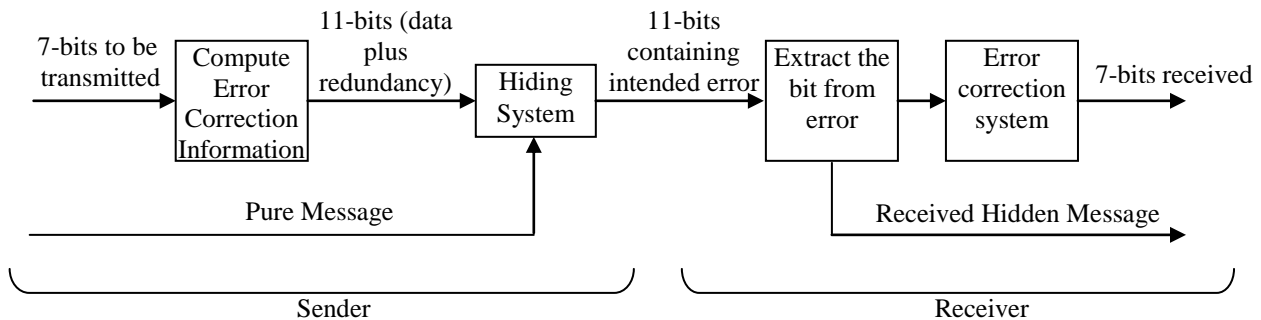 7-bits to be
transmitted
Compute
Error
Correction
Information
11-bits (data
plus
redundancy)
Hiding
System
11-bits
containing
intended error
Extract the
bit from
error
Error
correction
system
7-bits received
Pure Message
Received Hidden Message
Sender
Receiver